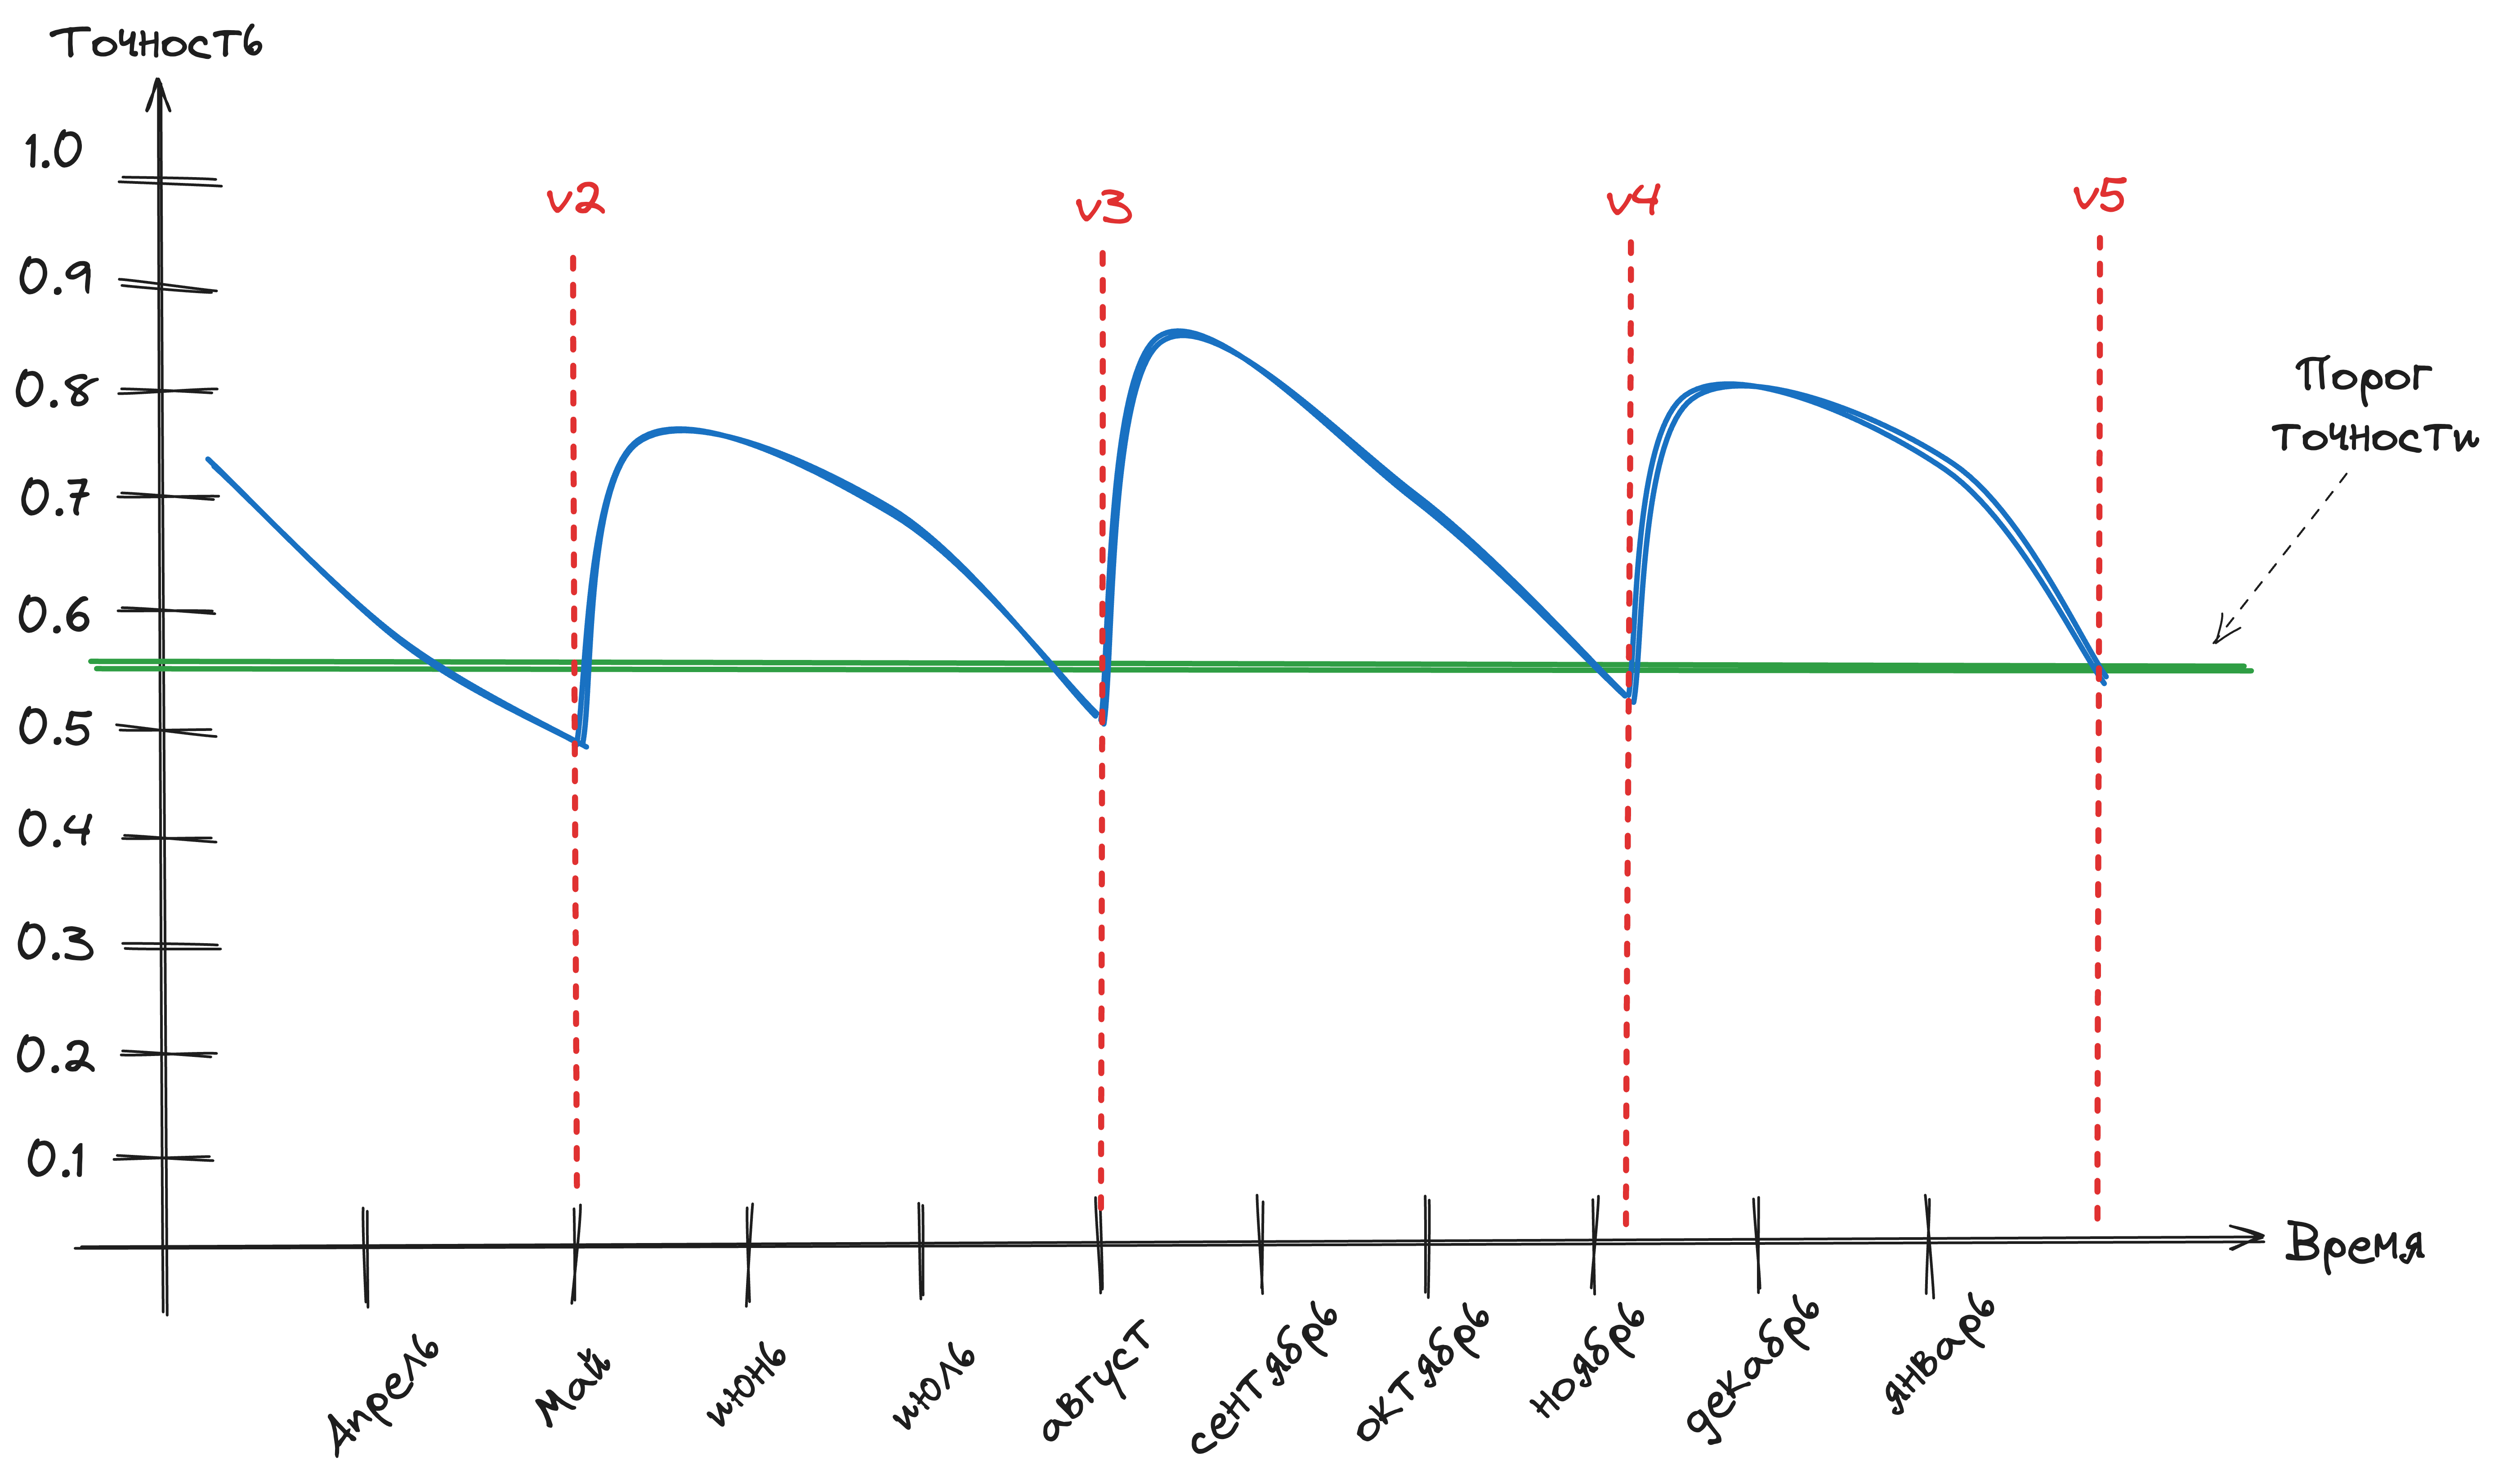 Точность
1.0
0.9
0.8
0.7
0.6
0.5
0.4
0.3
0.2
0.1
v2
v3
v4
v5
Порог
точности
Апрель
Май
июнь
июль
август
сентябрь
октябрь
ноябрь
декабрь
январь
Время